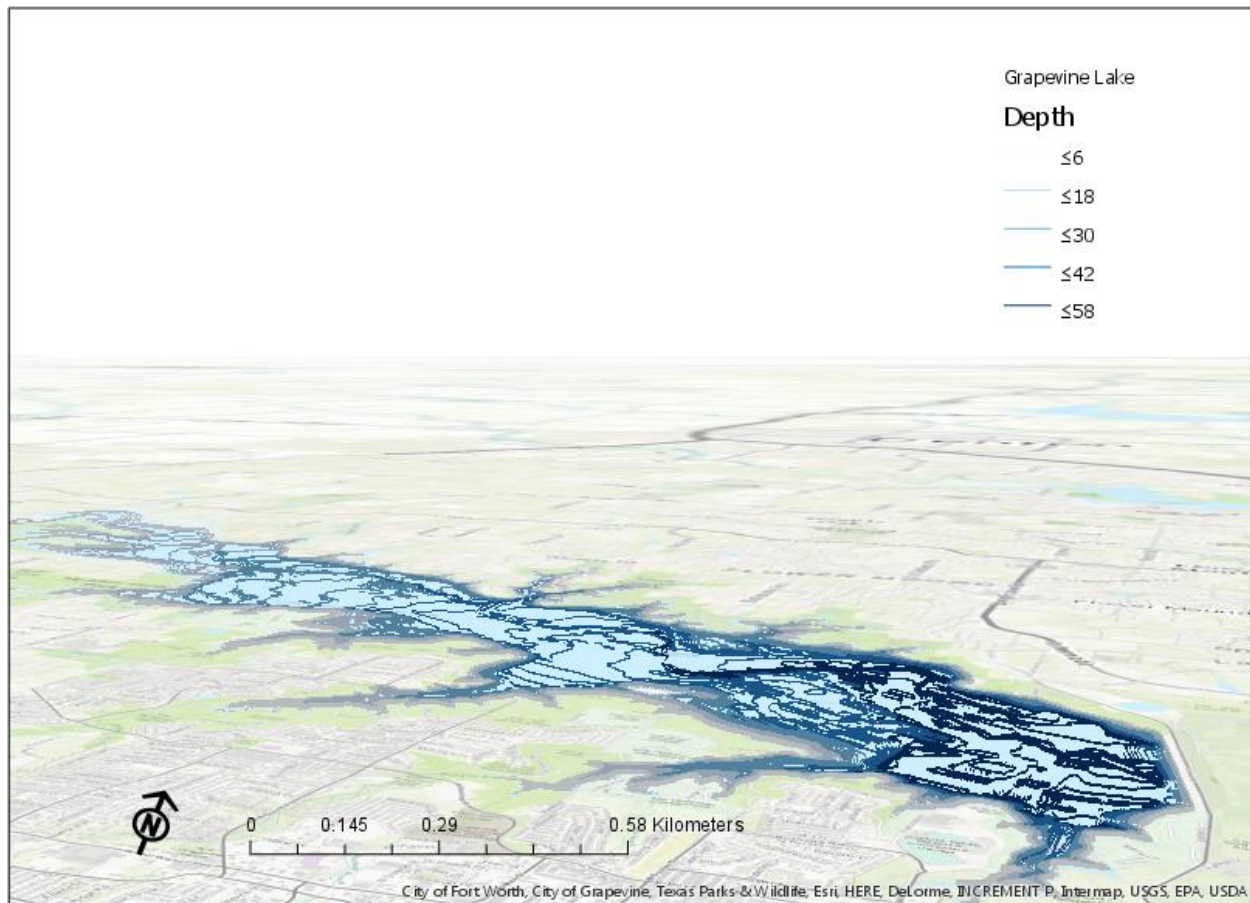 Grapevine Lake
Depth
≤6
≤18
≤30
≤42
≤58
N
0 0.145 0.29 0.58 Kilometers
City of Fort Worth, City of Grapevine, Texas Parks & Wildlife, Esri, HERE, DeLorme, INCREMENT P, Intermap, USGS, EPA, USDA